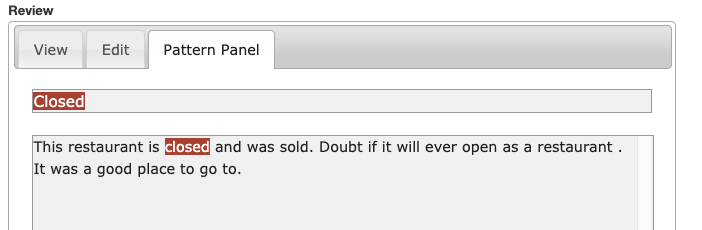 Review
View Edit Pattern Panel
Closed
This restaurant is closed and was sold. Doubt if it will ever open as a restaurant .
It was a good place to go to.